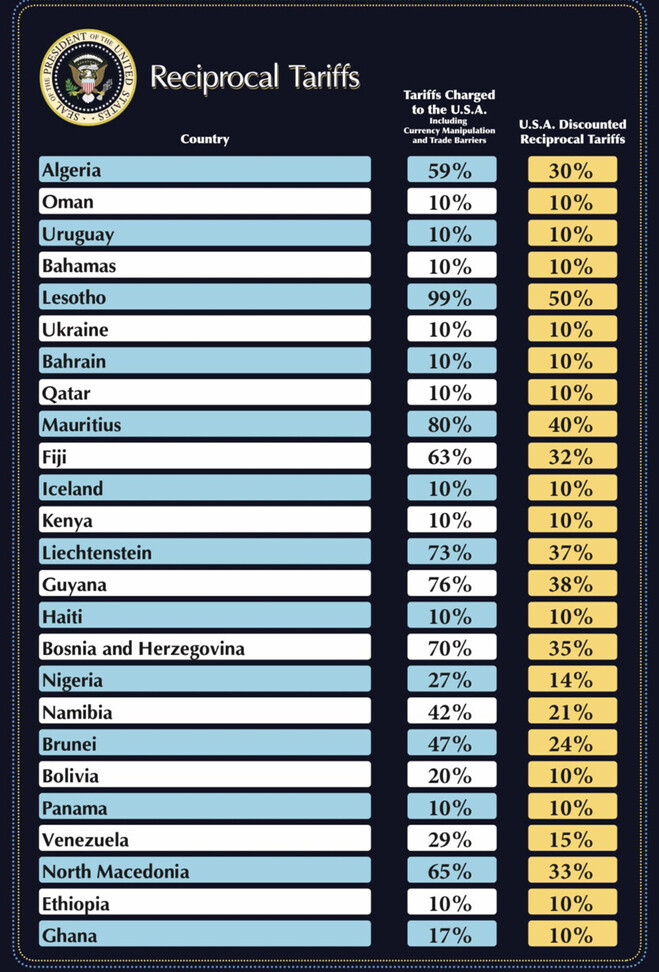 SEAL OF THE PRESIDENT OF THE UNITED STATES
Reciprocal Tariffs
Country
Tariffs Charged
to the U.S.A.
Including
Currency Manipulation
and Trade Barriers
U.S.A. Discounted
Reciprocal Tariffs
Algeria 59% 30%
Oman 10% 10%
Uruguay 10% 10%
Bahamas 10% 10%
Lesotho 99% 50%
Ukraine 10% 10%
Bahrain 10% 10%
Qatar 10% 10%
Mauritius 80% 40%
Fiji 63% 32%
Iceland 10% 10%
Kenya 10% 10%
Liechtenstein 73% 37%
Guyana 76% 38%
Haiti 10% 10%
Bosnia and Herzegovina 70% 35%
Nigeria 27% 14%
Namibia 42% 21%
Brunei 47% 24%
Bolivia 20% 10%
Panama 10% 10%
Venezuela 29% 15%
North Macedonia 65% 33%
Ethiopia 10% 10%
Ghana 17% 10%